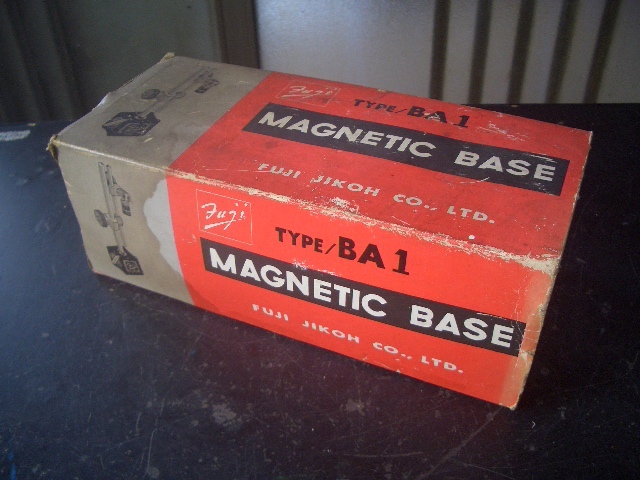 Fuji
TYPE/BA1
MAGNETIC BASE
FUJI JIKOH CO., LTD.
Fuji
TYPE/BA1
MAGNETIC BASE
FUJI JIKOH CO., LTD.